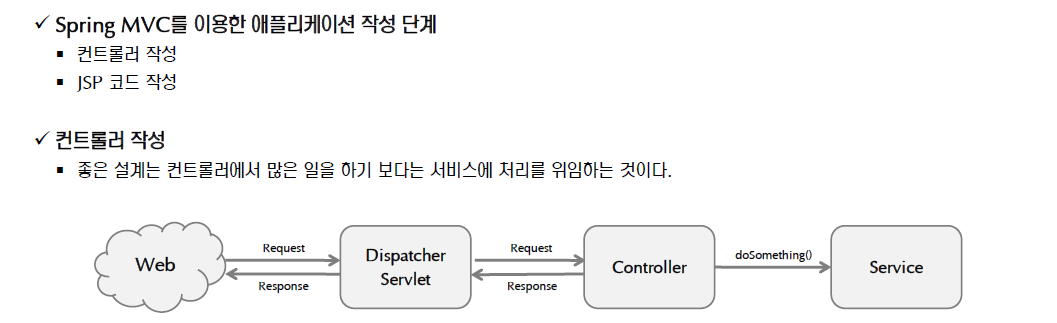 ✓ Spring MVC를 이용한 애플리케이션 작성 단계
▪ 컨트롤러 작성
▪ JSP 코드 작성
✓ 컨트롤러 작성
▪ 좋은 설계는 컨트롤러에서 많은 일을 하기 보다는 서비스에 처리를 위임하는 것이다.
Web
Request
Response
Dispatcher
Servlet
Request
Response
Controller
doSomething()
Service